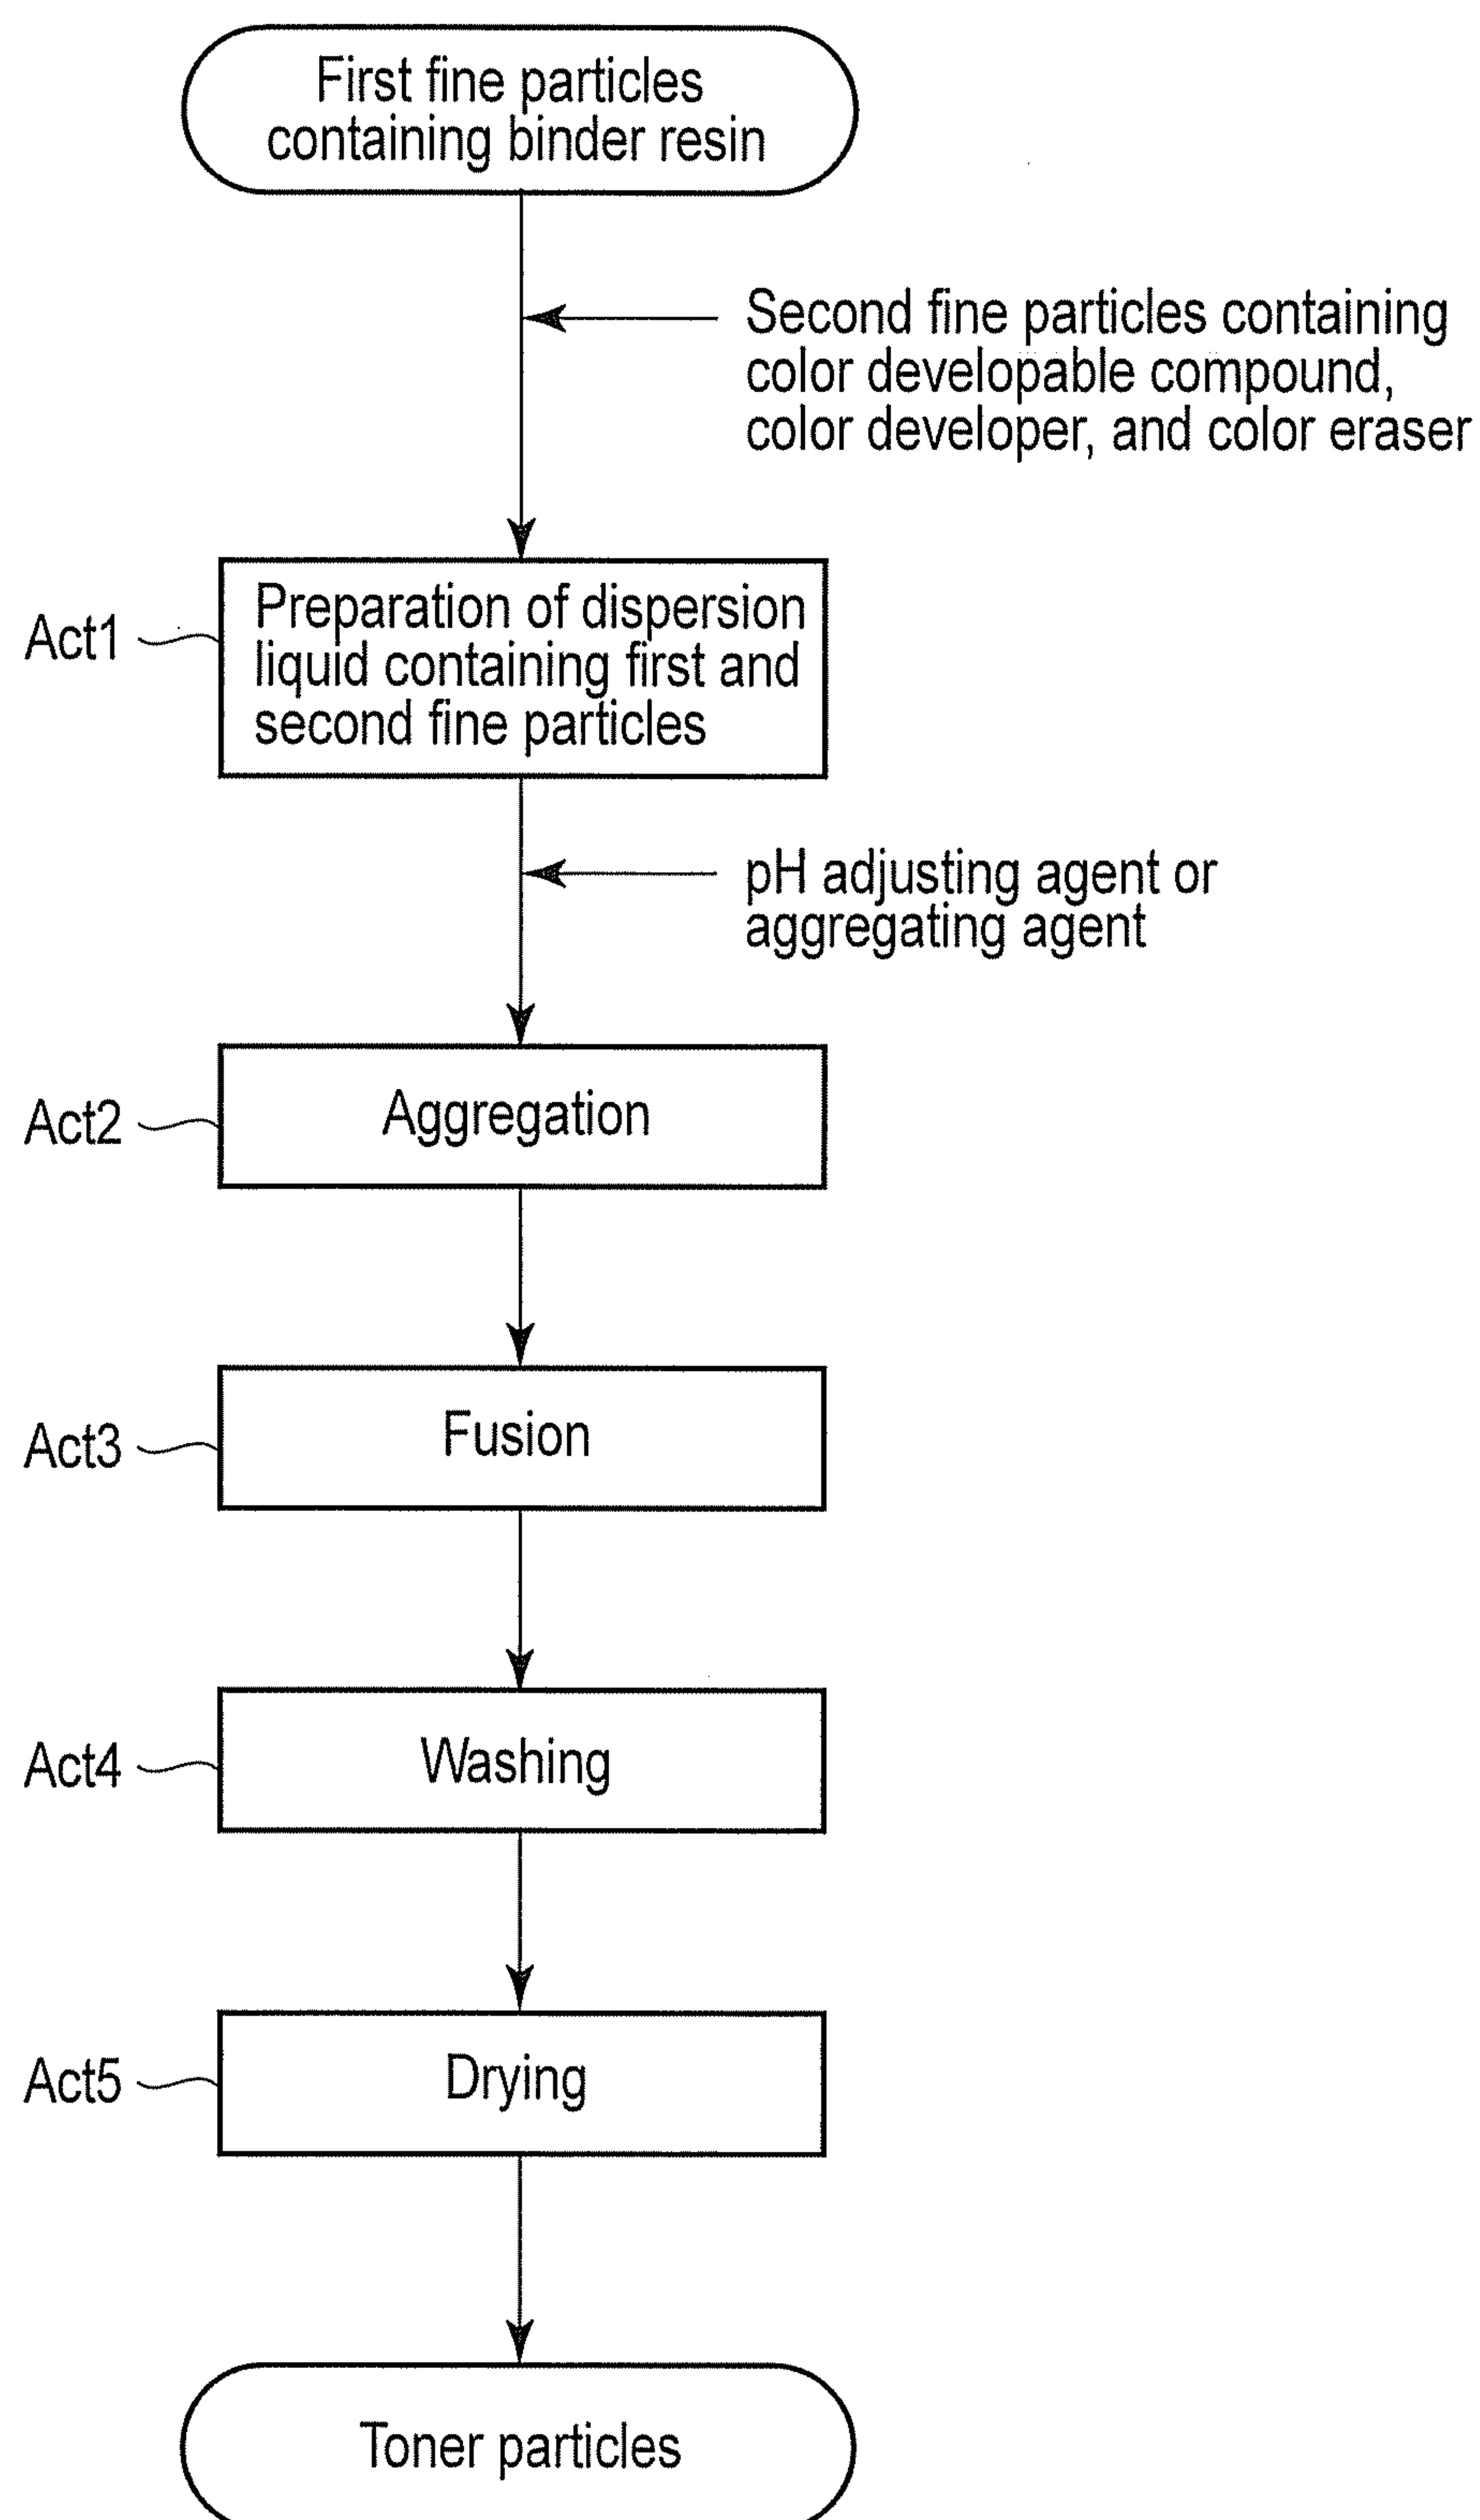 First fine particles
containing binder resin
Second fine particles containing
color developable compound,
color developer, and color eraser
Act1
Preparation of dispersion
liquid containing first and
second fine particles
pH adjusting agent or
aggregating agent
Act2
Aggregation
Act3
Fusion
Act4
Washing
Act5
Drying
Toner particles